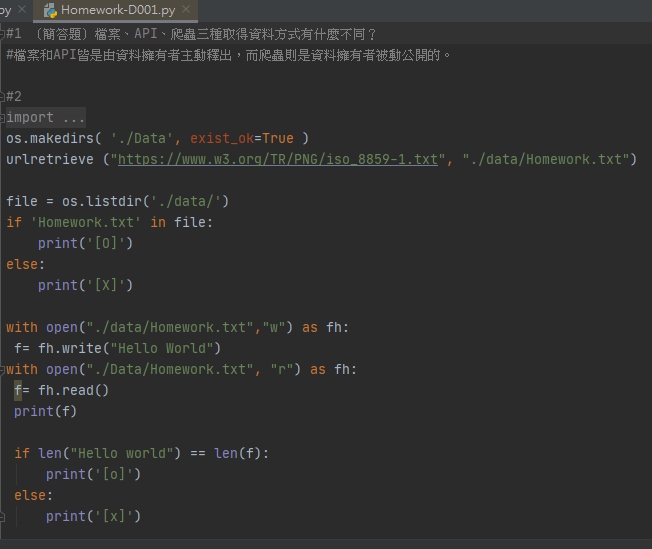 py
Homework-D001.py
#1 〔簡答題〕檔案、API、爬蟲三種取得資料方式有什麼不同？
#檔案和API皆是由資料擁有者主動釋出，而爬蟲則是資料擁有者被動公開的。
#2
import ...
os.makedirs( './Data', exist_ok=True )
urlretrieve ("https://www.w3.org/TR/PNG/iso_8859-1.txt", "./data/Homework.txt")
file = os.listdir('./data/')
if 'Homework.txt' in file:
    print('[O]')
else:
    print('[X]')
with open("./data/Homework.txt","w") as fh:
 f= fh.write("Hello World")
with open("./Data/Homework.txt", "r") as fh:
 f= fh.read()
 print(f)
 if len("Hello world") == len(f):
     print('[o]')
 else:
     print('[x]')